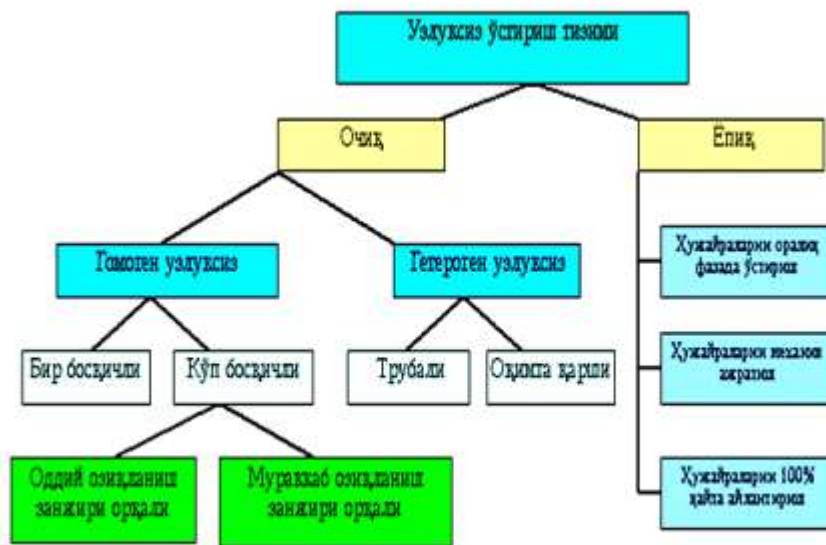 Узлуксиз ўстириш тизими
Очиқ
Ёпиқ
Гомоген узлуксиз
Гетероген узлуксиз
Ҳужайраларни оралиқ
фазада ўстириш
Бир босқичли
Кўп босқичли
Трубали
Оқимга қарши
Ҳужайраларни механик
ажратиш
Оддий озиқланиш
занжири орқали
Мураккаб озиқланиш
занжири орқали
Ҳужайраларни 100%
қайта айлантириш